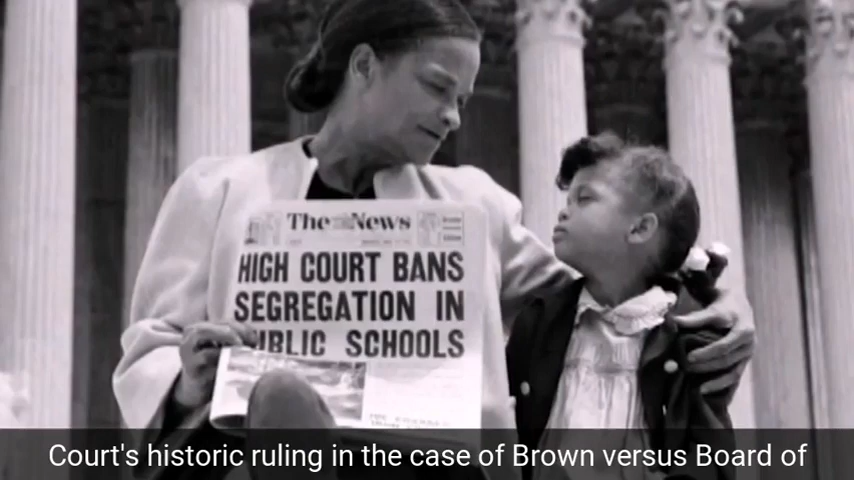 The News
HIGH COURT BANS
SEGREGATION IN
PUBLIC SCHOOLS
Court's historic ruling in the case of Brown versus Board of